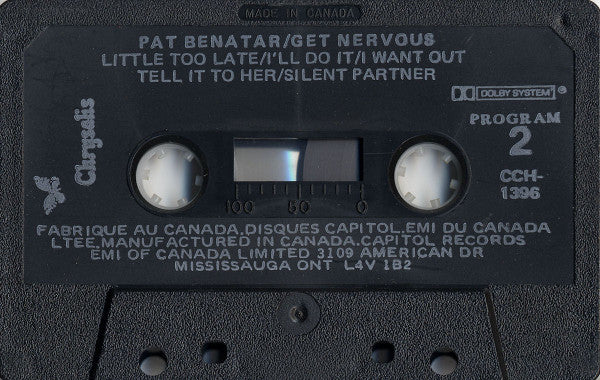 MADE IN CANADA
PAT BENATAR/GET NERVOUS
LITTLE TOO LATE/I'LL DO IT/I WANT OUT
TELL IT TO HER/SILENT PARTNER
DOLBY SYSTEM®
Chrysalis
PROGRAM
2
CCH-
1396
100 50 0
FABRIQUE AU CANADA.DISQUES CAPITOL.EMI DU CANADA
LTEE.MANUFACTURED IN CANADA.CAPITOL RECORDS
EMI OF CANADA LIMITED 3109 AMERICAN DR
MISSISSAUGA ONT L4V 1B2